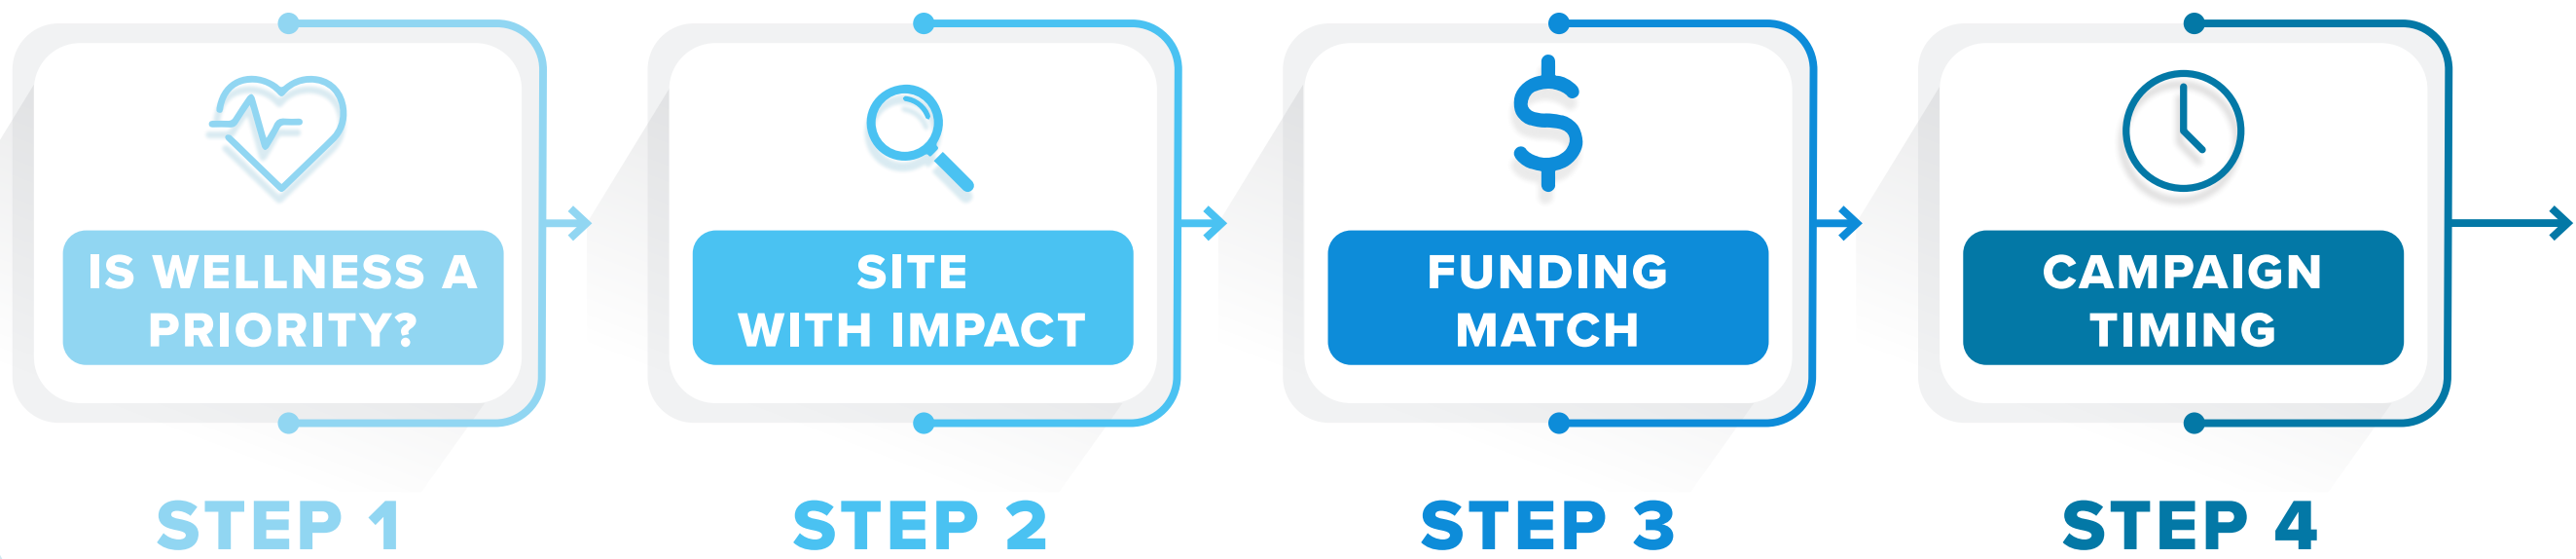 IS WELLNESS A
PRIORITY?
STEP 1
SITE
WITH IMPACT
STEP 2
FUNDING
MATCH
STEP 3
CAMPAIGN
TIMING
STEP 4